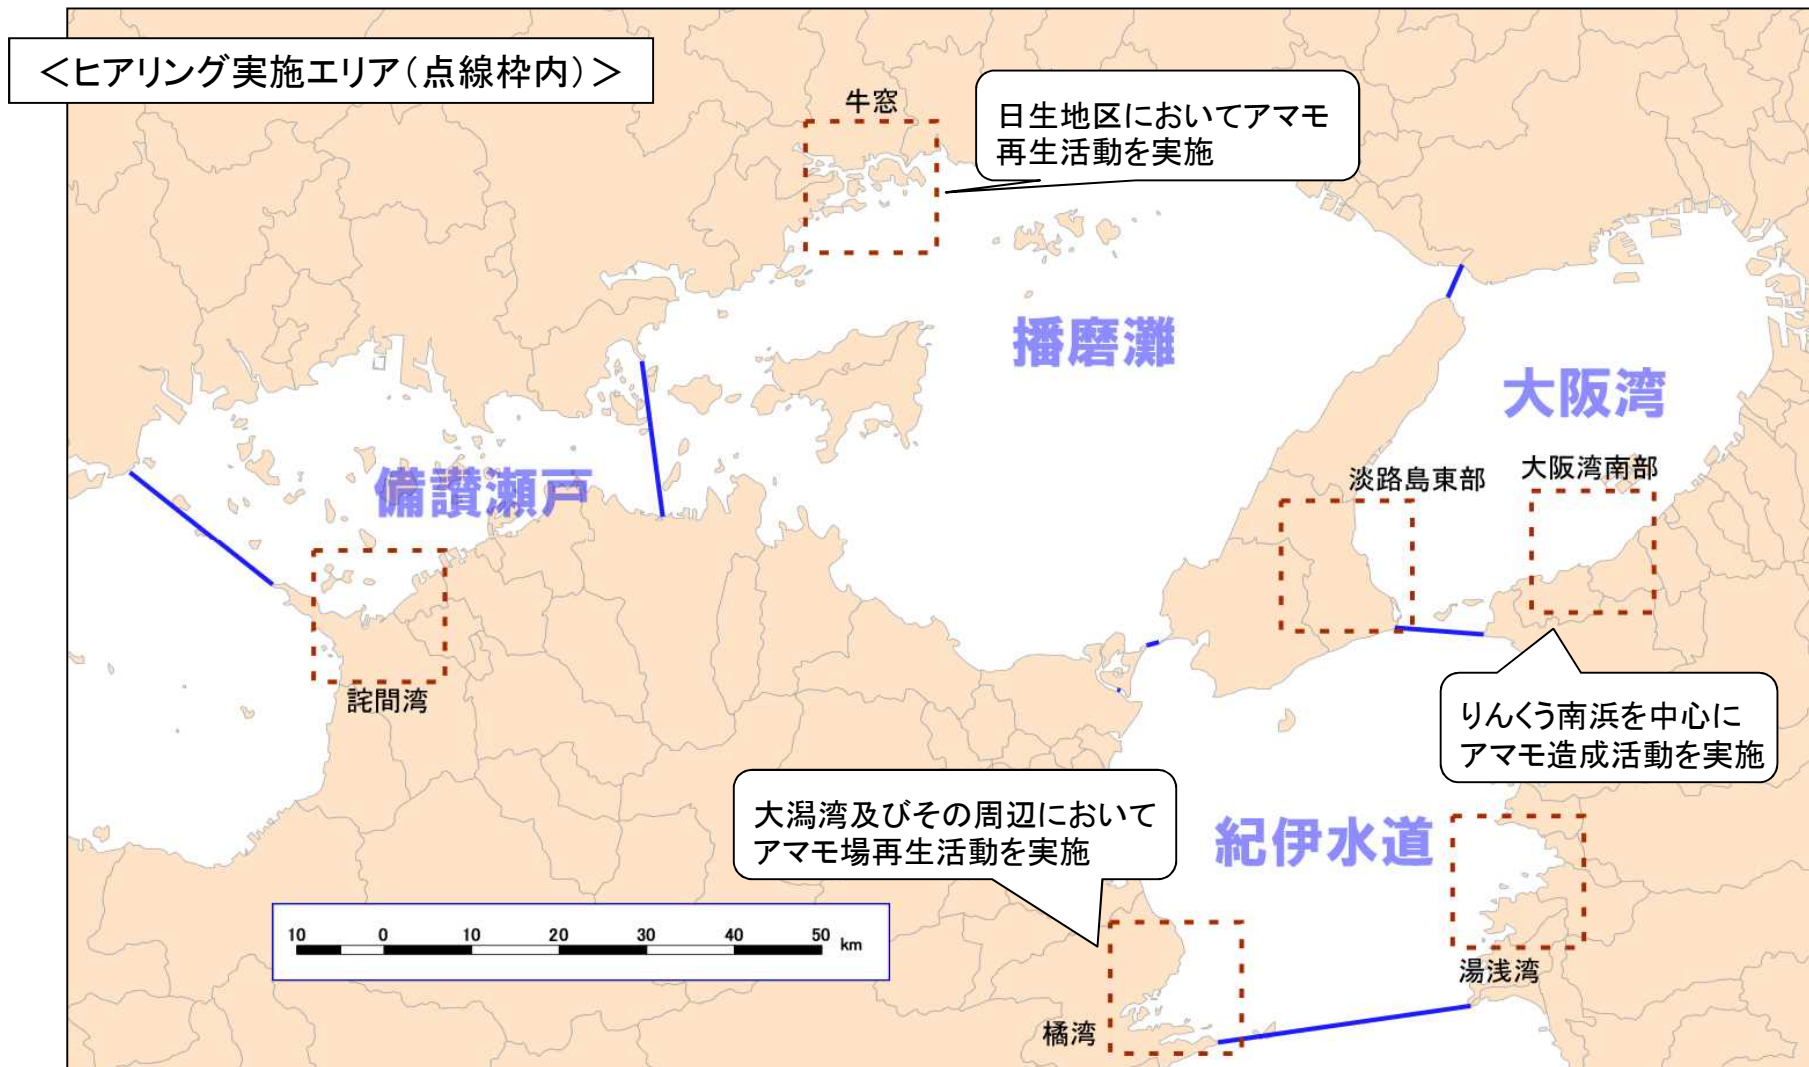 ＜ヒアリング実施エリア（点線枠内）＞
牛窓
日生地区においてアマモ
再生活動を実施
播磨灘
大阪湾
備讃瀬戸
淡路島東部
大阪湾南部
詫間湾
りんくう南浜を中心に
アマモ造成活動を実施
大潟湾及びその周辺において
アマモ場再生活動を実施
紀伊水道
10 0 10 20 30 40 50 km
湯浅湾
橘湾